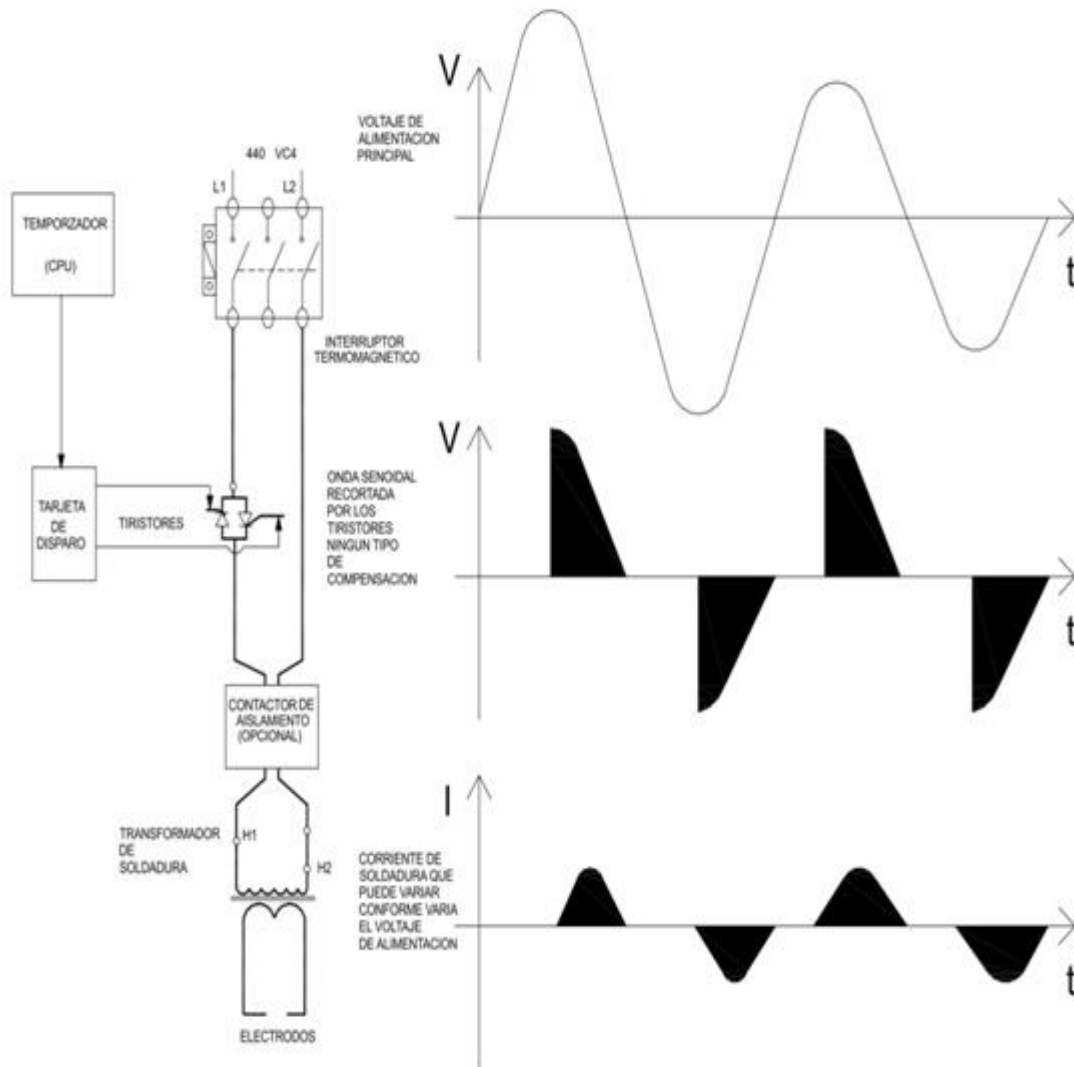 V
VOLTAJE DE
ALIMENTACION
PRINCIPAL
440 VC4
L1
L2
TEMPORZADOR
(CPU)
t
INTERRUPTOR
TERMOMAGNETICO
V
ONDA SENOIDAL
RECORTADA
POR LOS
TIRISTORES
NINGUN TIPO
DE
COMPENSACION
TARJETA
DE
DISPARO
TIRISTORES
t
CONTACTOR DE
AISLAMIENTO
(OPCIONAL)
I
TRANSFORMADOR
DE
SOLDADURA
H1
H2
CORRIENTE DE
SOLDADURA QUE
PUEDE VARIAR
CONFORME VARIA
EL VOLTAJE
DE ALIMENTACION
t
ELECTRODOS